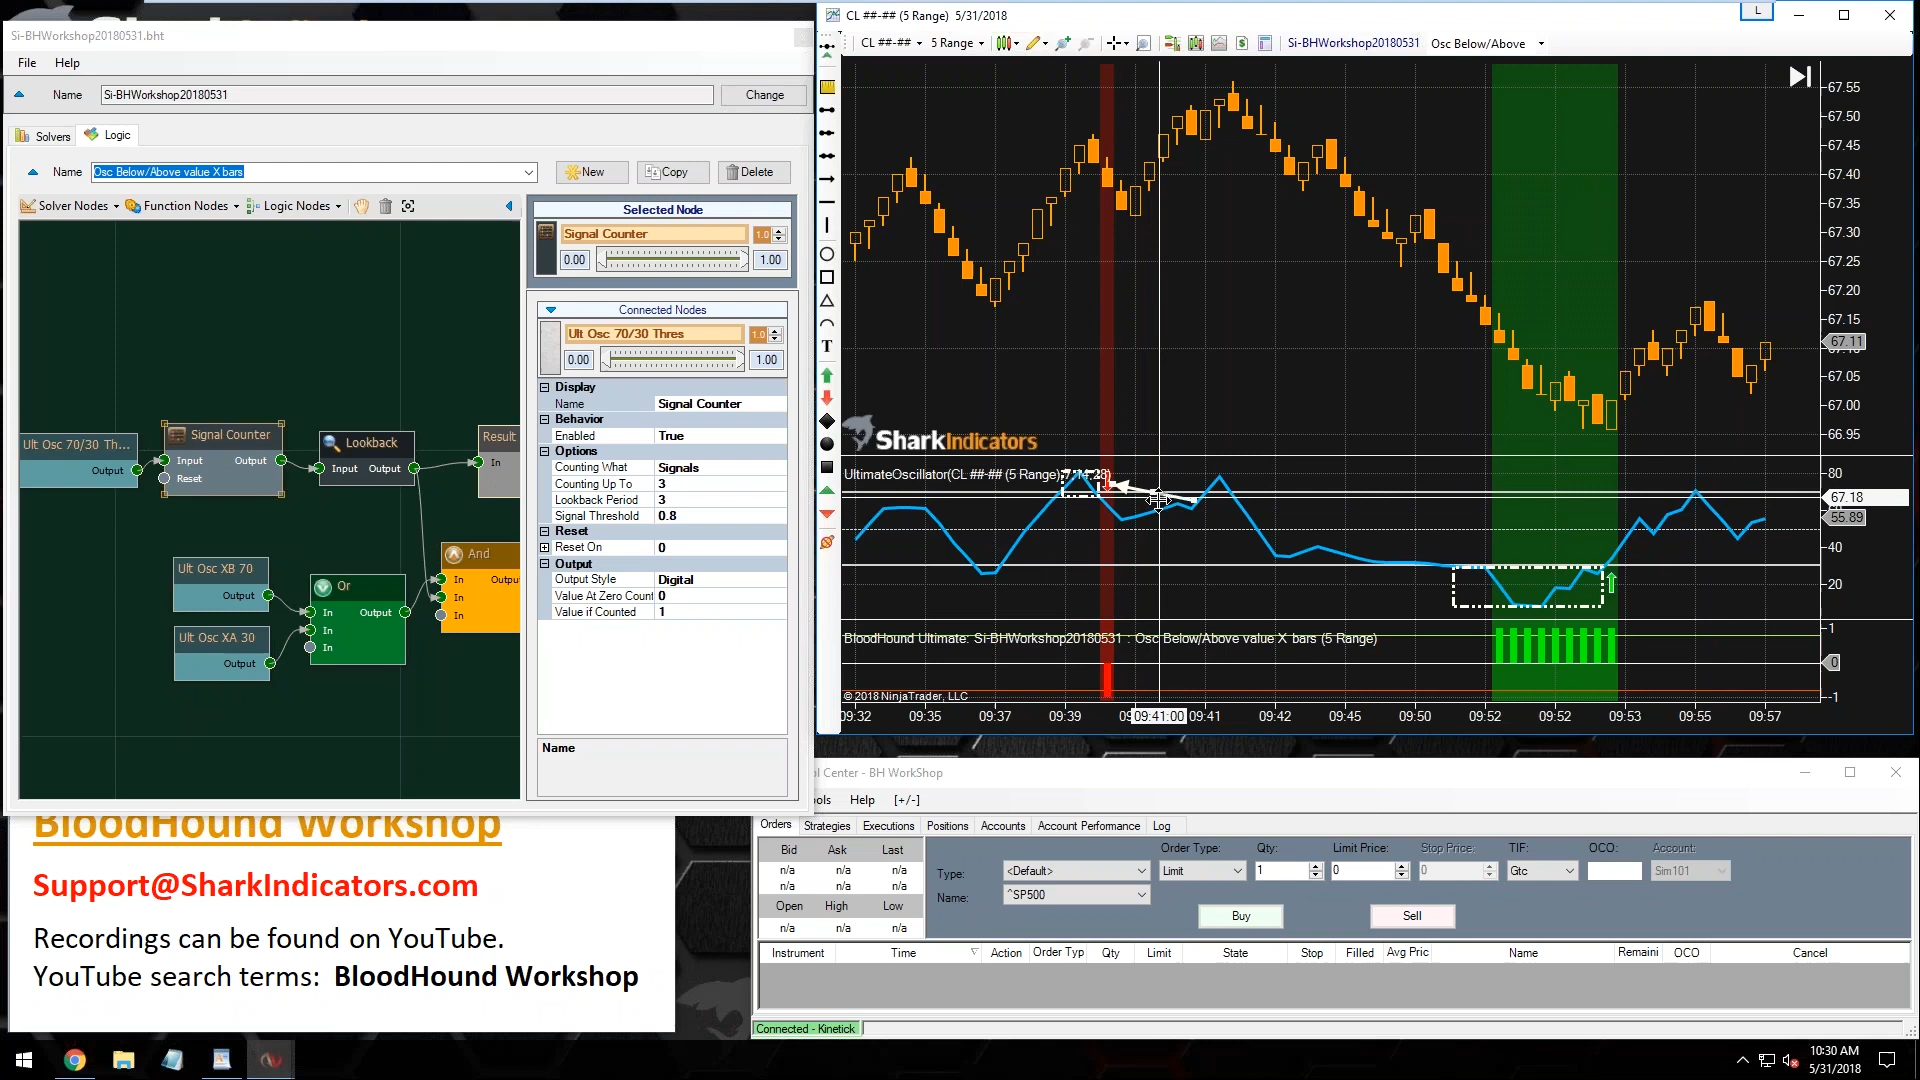 Si-BHWorkshop20180531.bht
File Help
Name Si-BHWorkshop20180531 Change
Solvers Logic
Name Osc Below/Above value X bars New Copy Delete
Solver Nodes Function Nodes Logic Nodes
Selected Node
Signal Counter 1.0
0.00 1.00
Connected Nodes
Ult Osc 70/30 Thres 1.0
0.00 1.00
Display
Name Signal Counter
Behavior
Enabled True
Options
Counting What Signals
Counting Up To 3
Lookback Period 3
Signal Threshold 0.8
Reset
Reset On 0
Output
Output Style Digital
Value At Zero Count 0
Value if Counted 1
Name
Ult Osc 70/30 Th...
Output
Signal Counter
Input Output
Reset
Lookback
Input Output
Result
In
Ult Osc XB 70
Output
Ult Osc XA 30
Output
Or
In Output
In
In
And
In Output
In
In
CL ##-## (5 Range) 5/31/2018
L
CL ##-## 5 Range Si-BHWorkshop20180531 Osc Below/Above
T
67.55
67.50
67.45
67.40
67.35
67.30
67.25
67.20
67.15
67.11
67.10
67.05
67.00
66.95
SharkIndicators
UltimateOscillator(CL ##-## (5 Range),7,14,28)
80
67.18
55.89
40
20
BloodHound Ultimate: Si-BHWorkshop20180531 : Osc Below/Above value X bars (5 Range)
1
0
-1
© 2018 NinjaTrader, LLC
09:32 09:35 09:37 09:39 09:41:00 09:41 09:42 09:45 09:50 09:52 09:52 09:53 09:55 09:57
ol Center - BH WorkShop
ols Help [+/-]
Orders Strategies Executions Positions Accounts Account Performance Log
Bid Ask Last
n/a n/a n/a
n/a n/a n/a
Open High Low
n/a n/a n/a
Order Type: Qty: Limit Price: Stop Price: TIF: OCO: Account:
Type: <Default> Limit 1 0 0 Gtc Sim101
Name: ^SP500
Buy Sell
Instrument Time Action Order Typ Qty Limit State Stop Filled Avg Pric Name Remaini OCO Cancel
Connected - Kinetick
BloodHound Workshop
Support@SharkIndicators.com
Recordings can be found on YouTube.
YouTube search terms: BloodHound Workshop
10:30 AM
5/31/2018